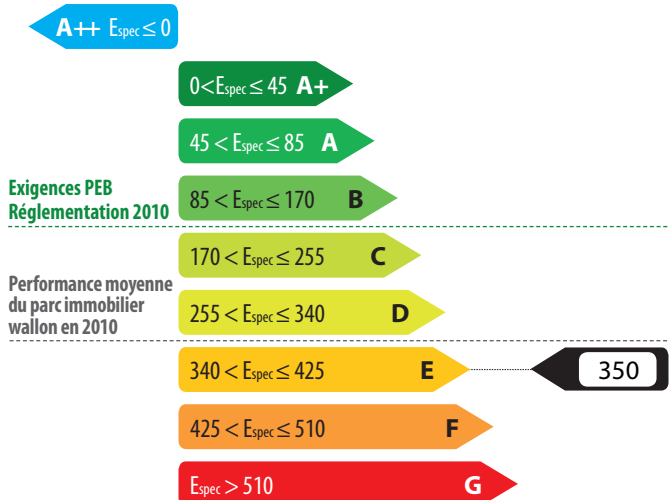 A++ Espec ≤ 0
0<Espec ≤ 45 A+
45 < Espec ≤ 85 A
Exigences PEB
Réglementation 2010
85 < Espec ≤ 170 B
170 < Espec ≤ 255 C
Performance moyenne
du parc immobilier
wallon en 2010
255 < Espec ≤ 340 D
340 < Espec ≤ 425 E
350
425 < Espec ≤ 510 F
Espec > 510 G